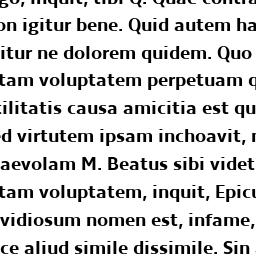 go, inquit, tibi Q. Quae contra
on igitur bene. Quid autem ha
itur ne dolorem quidem. Quo
tam voluptatem perpetuam q
ilitatis causa amicitia est qu
ed virtutem ipsam inchoavit, n
aevolam M. Beatus sibi videt
tam voluptatem, inquit, Epicu
vidiosum nomen est, infame,
ce aliud simile dissimile. Sin